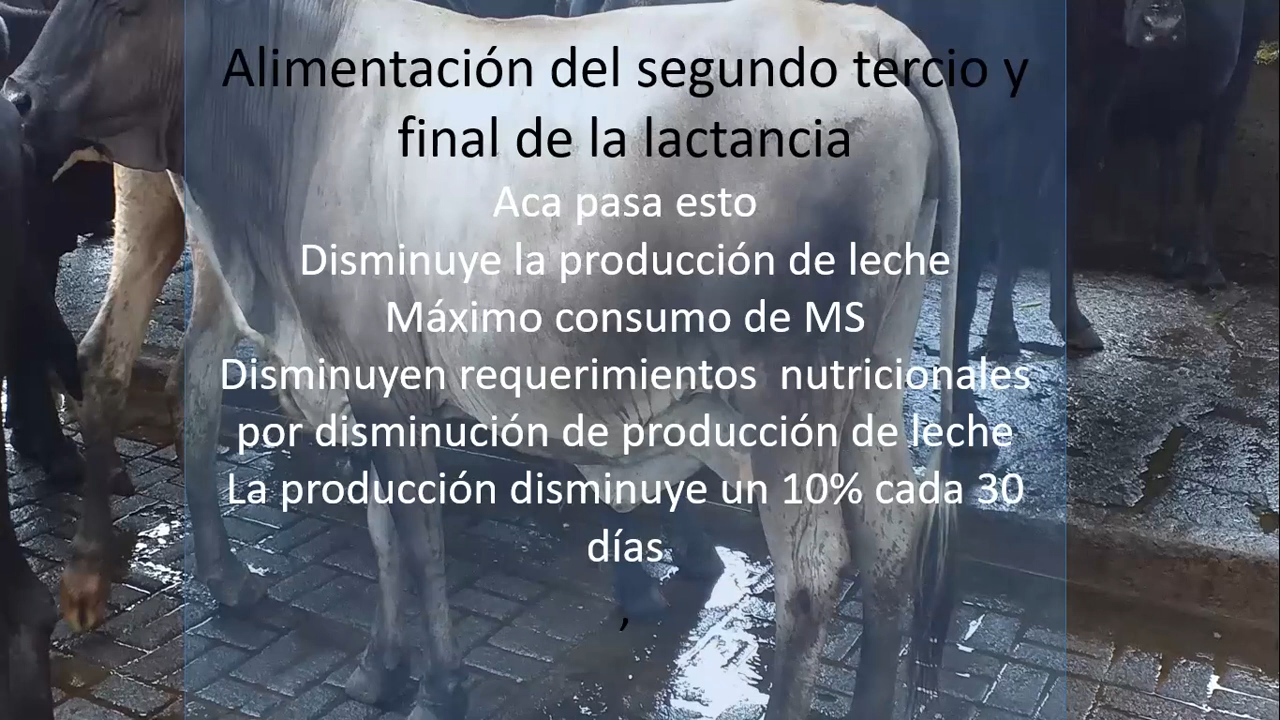 Alimentación del segundo tercio y
final de la lactancia
Aca pasa esto
Disminuye la producción de leche
Máximo consumo de MS
Disminuyen requerimientos  nutricionales
por disminución de producción de leche
La producción disminuye un 10% cada 30
días
,